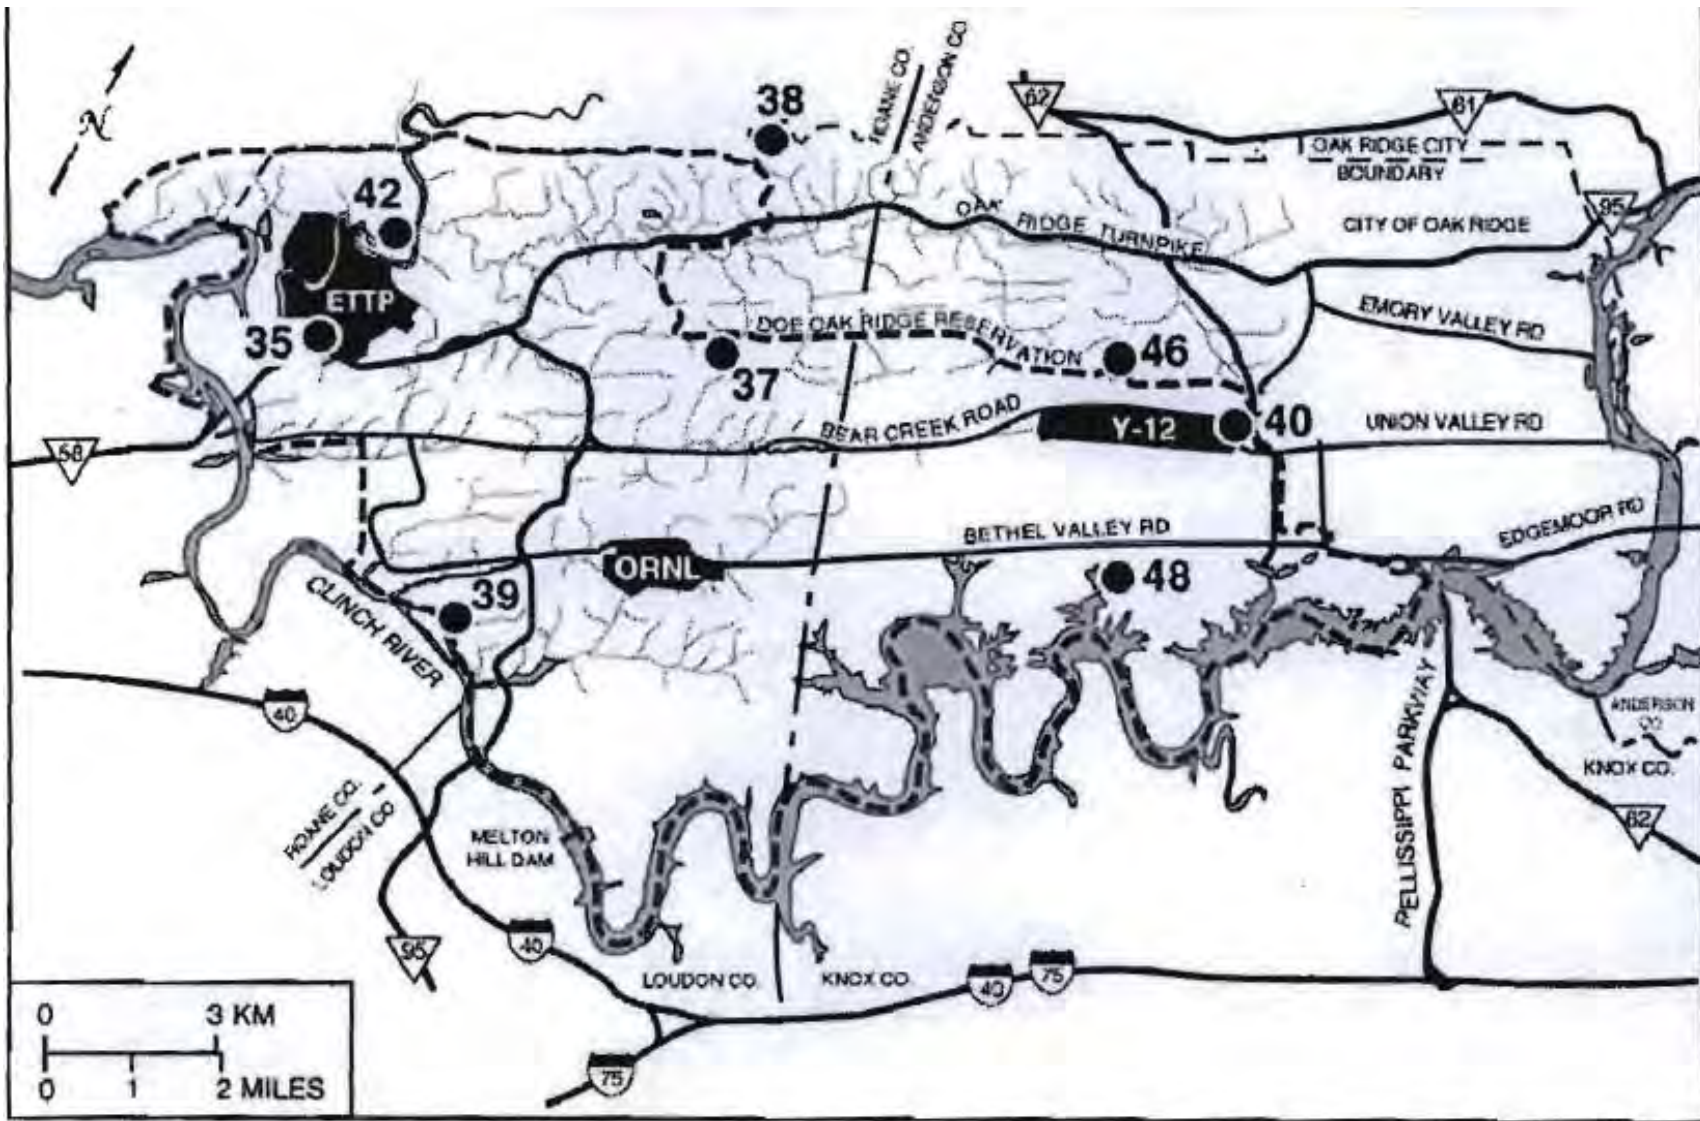 N
38
ROANE CO.
ANDERSON CO.
62
61
OAK RIDGE CITY
BOUNDARY
42
95
OAK RIDGE TURNPIKE
CITY OF OAK RIDGE
ETTP
35
DOE OAK RIDGE RESERVATION
EMORY VALLEY RD
37
46
BEAR CREEK ROAD
Y-12
40
UNION VALLEY RD
58
BETHEL VALLEY RD
EDGEMOOR RD
ORNL
39
48
CLINCH RIVER
40
PELLISSIPPI PARKWAY
ANDERSON
CO
KNOX CO.
62
ROANE CO.
LOUDON CO
MELTON
HILL DAM
95
40
LOUDON CO.
KNOX CO.
40
75
75
0 3 KM
0 1 2 MILES